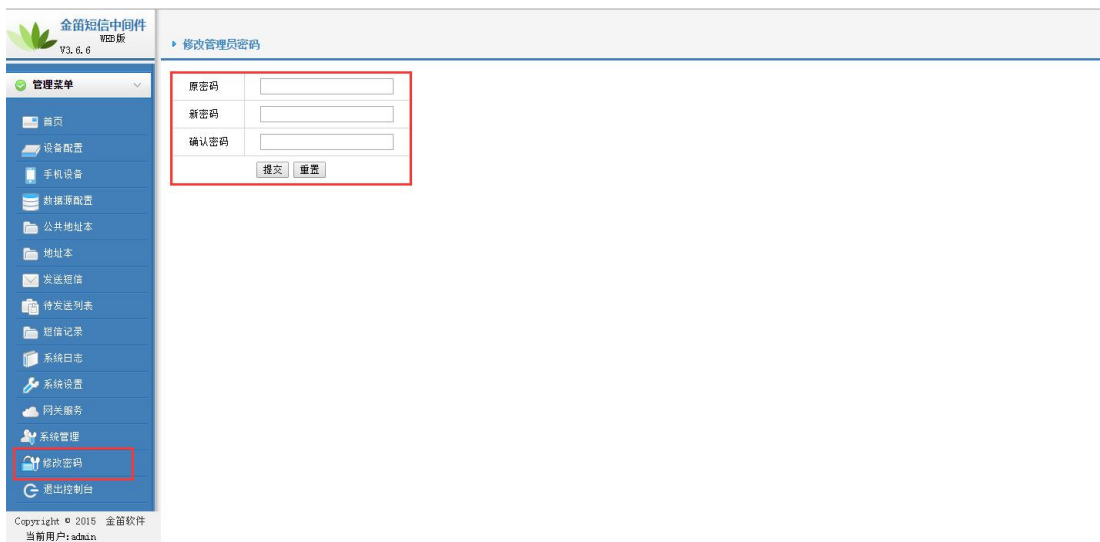 金笛短信中间件
WEB版
V3.6.6
修改管理员密码
管理菜单
原密码
新密码
确认密码
提交 重置
首页
设备配置
手机设备
数据源配置
公共地址本
地址本
发送短信
待发送列表
短信记录
系统日志
系统设置
网关服务
系统管理
修改密码
退出控制台
Copyright © 2015 金笛软件
当前用户:admin